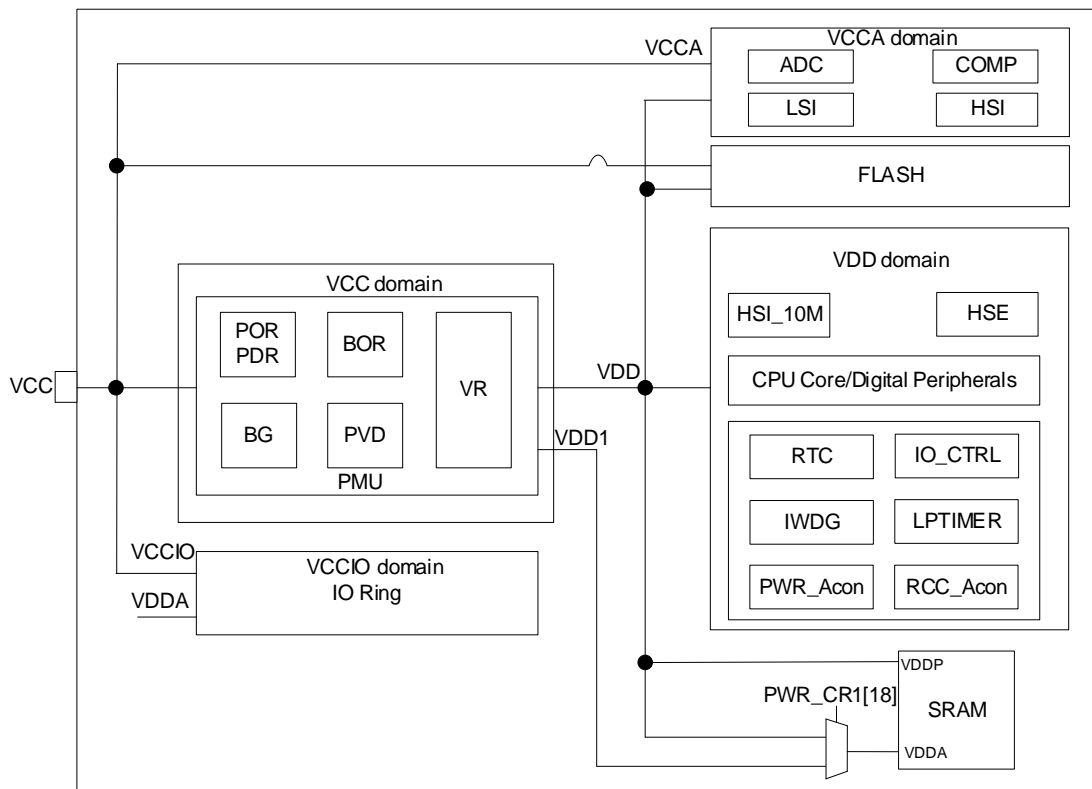 VCCA domain
VCCA
ADC
COMP
LSI
HSI
FLASH
VCC domain
POR
PDR
BOR
VR
BG
PVD
PMU
VCC
VDD
VDD1
VDD domain
HSI_10M
HSE
CPU Core/Digital Peripherals
RTC
IO_CTRL
IWDG
LPTIMER
PWR_Acon
RCC_Acon
VCCIO
VCCIO domain
IO Ring
VDDA
PWR_CR1[18]
VDDP
SRAM
VDDA